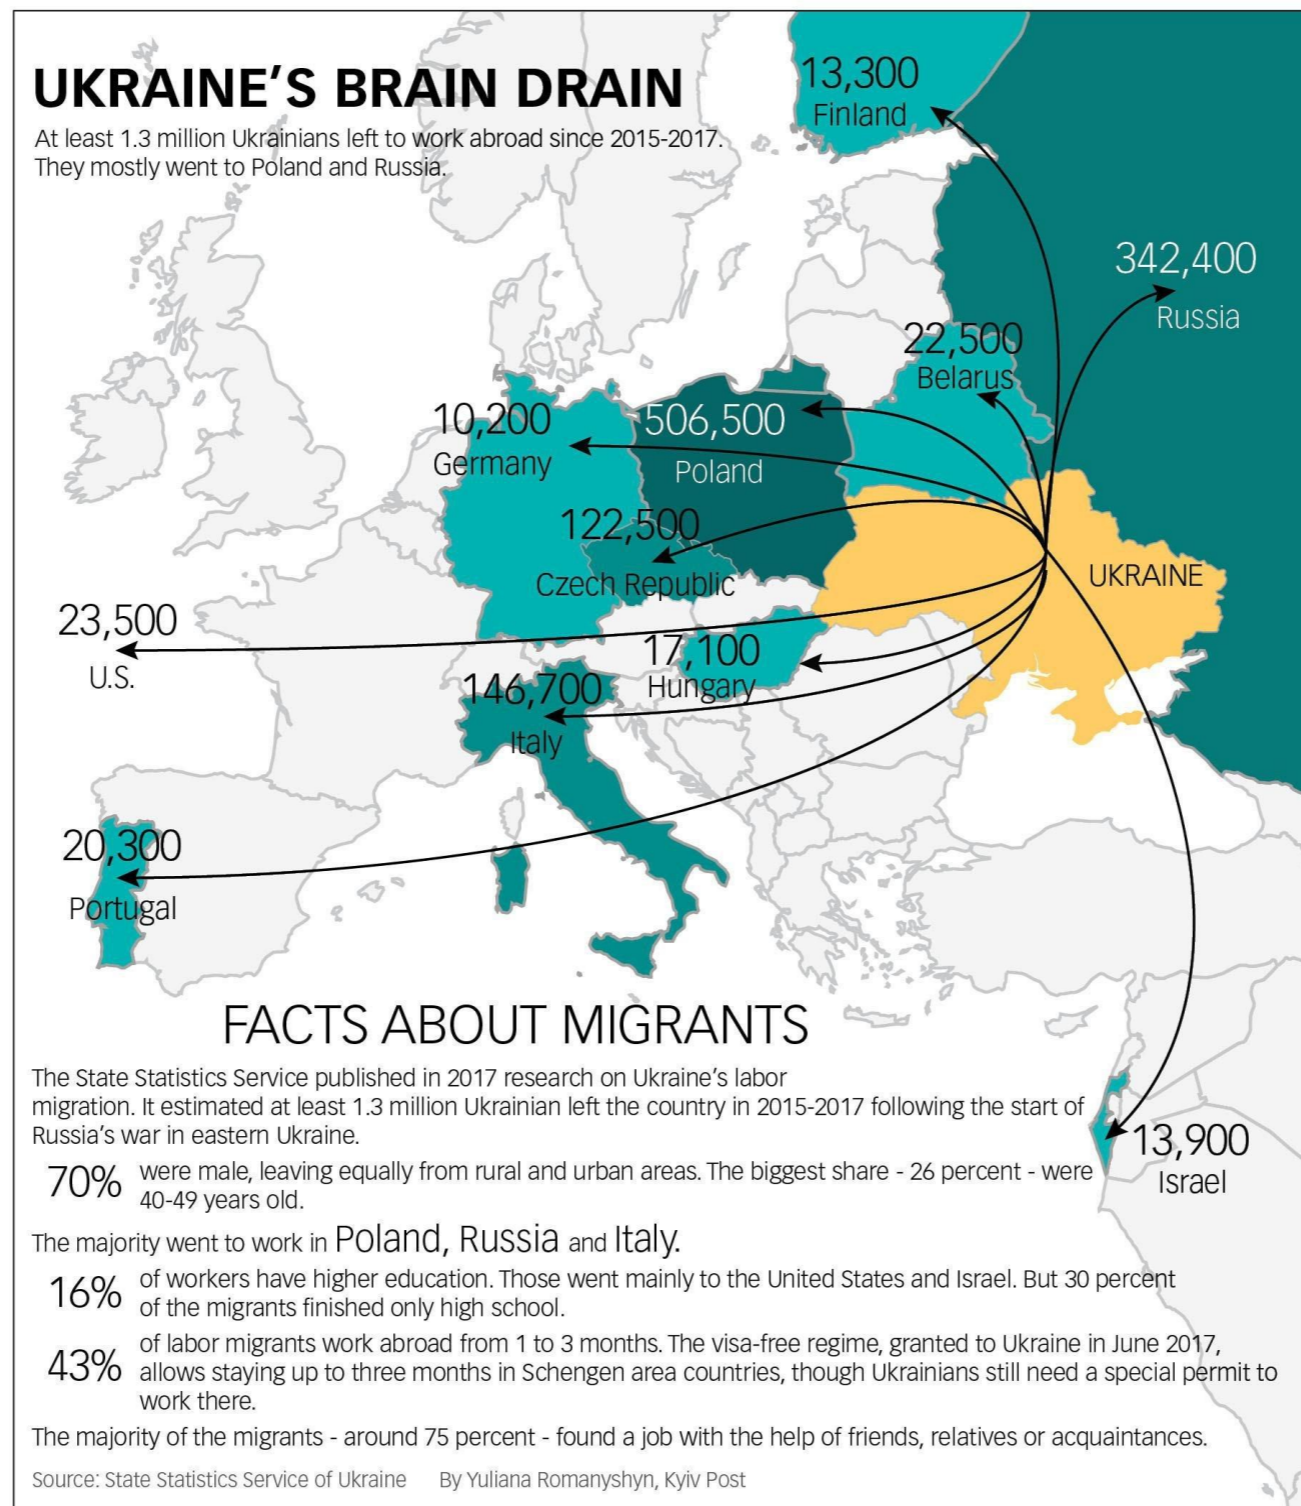 UKRAINE'S BRAIN DRAIN
At least 1.3 million Ukrainians left to work abroad since 2015-2017.
They mostly went to Poland and Russia.
13,300
Finland
342,400
Russia
22,500
Belarus
10,200
Germany
506,500
Poland
122,500
Czech Republic
UKRAINE
23,500
U.S.
17,100
Hungary
146,700
Italy
20,300
Portugal
13,900
Israel
FACTS ABOUT MIGRANTS
The State Statistics Service published in 2017 research on Ukraine's labor
migration. It estimated at least 1.3 million Ukrainian left the country in 2015-2017 following the start of
Russia's war in eastern Ukraine.
70% were male, leaving equally from rural and urban areas. The biggest share - 26 percent - were
40-49 years old.
The majority went to work in Poland, Russia and Italy.
16% of workers have higher education. Those went mainly to the United States and Israel. But 30 percent
of the migrants finished only high school.
43% of labor migrants work abroad from 1 to 3 months. The visa-free regime, granted to Ukraine in June 2017,
allows staying up to three months in Schengen area countries, though Ukrainians still need a special permit to
work there.
The majority of the migrants - around 75 percent - found a job with the help of friends, relatives or acquaintances.
Source: State Statistics Service of Ukraine By Yuliana Romanyshyn, Kyiv Post